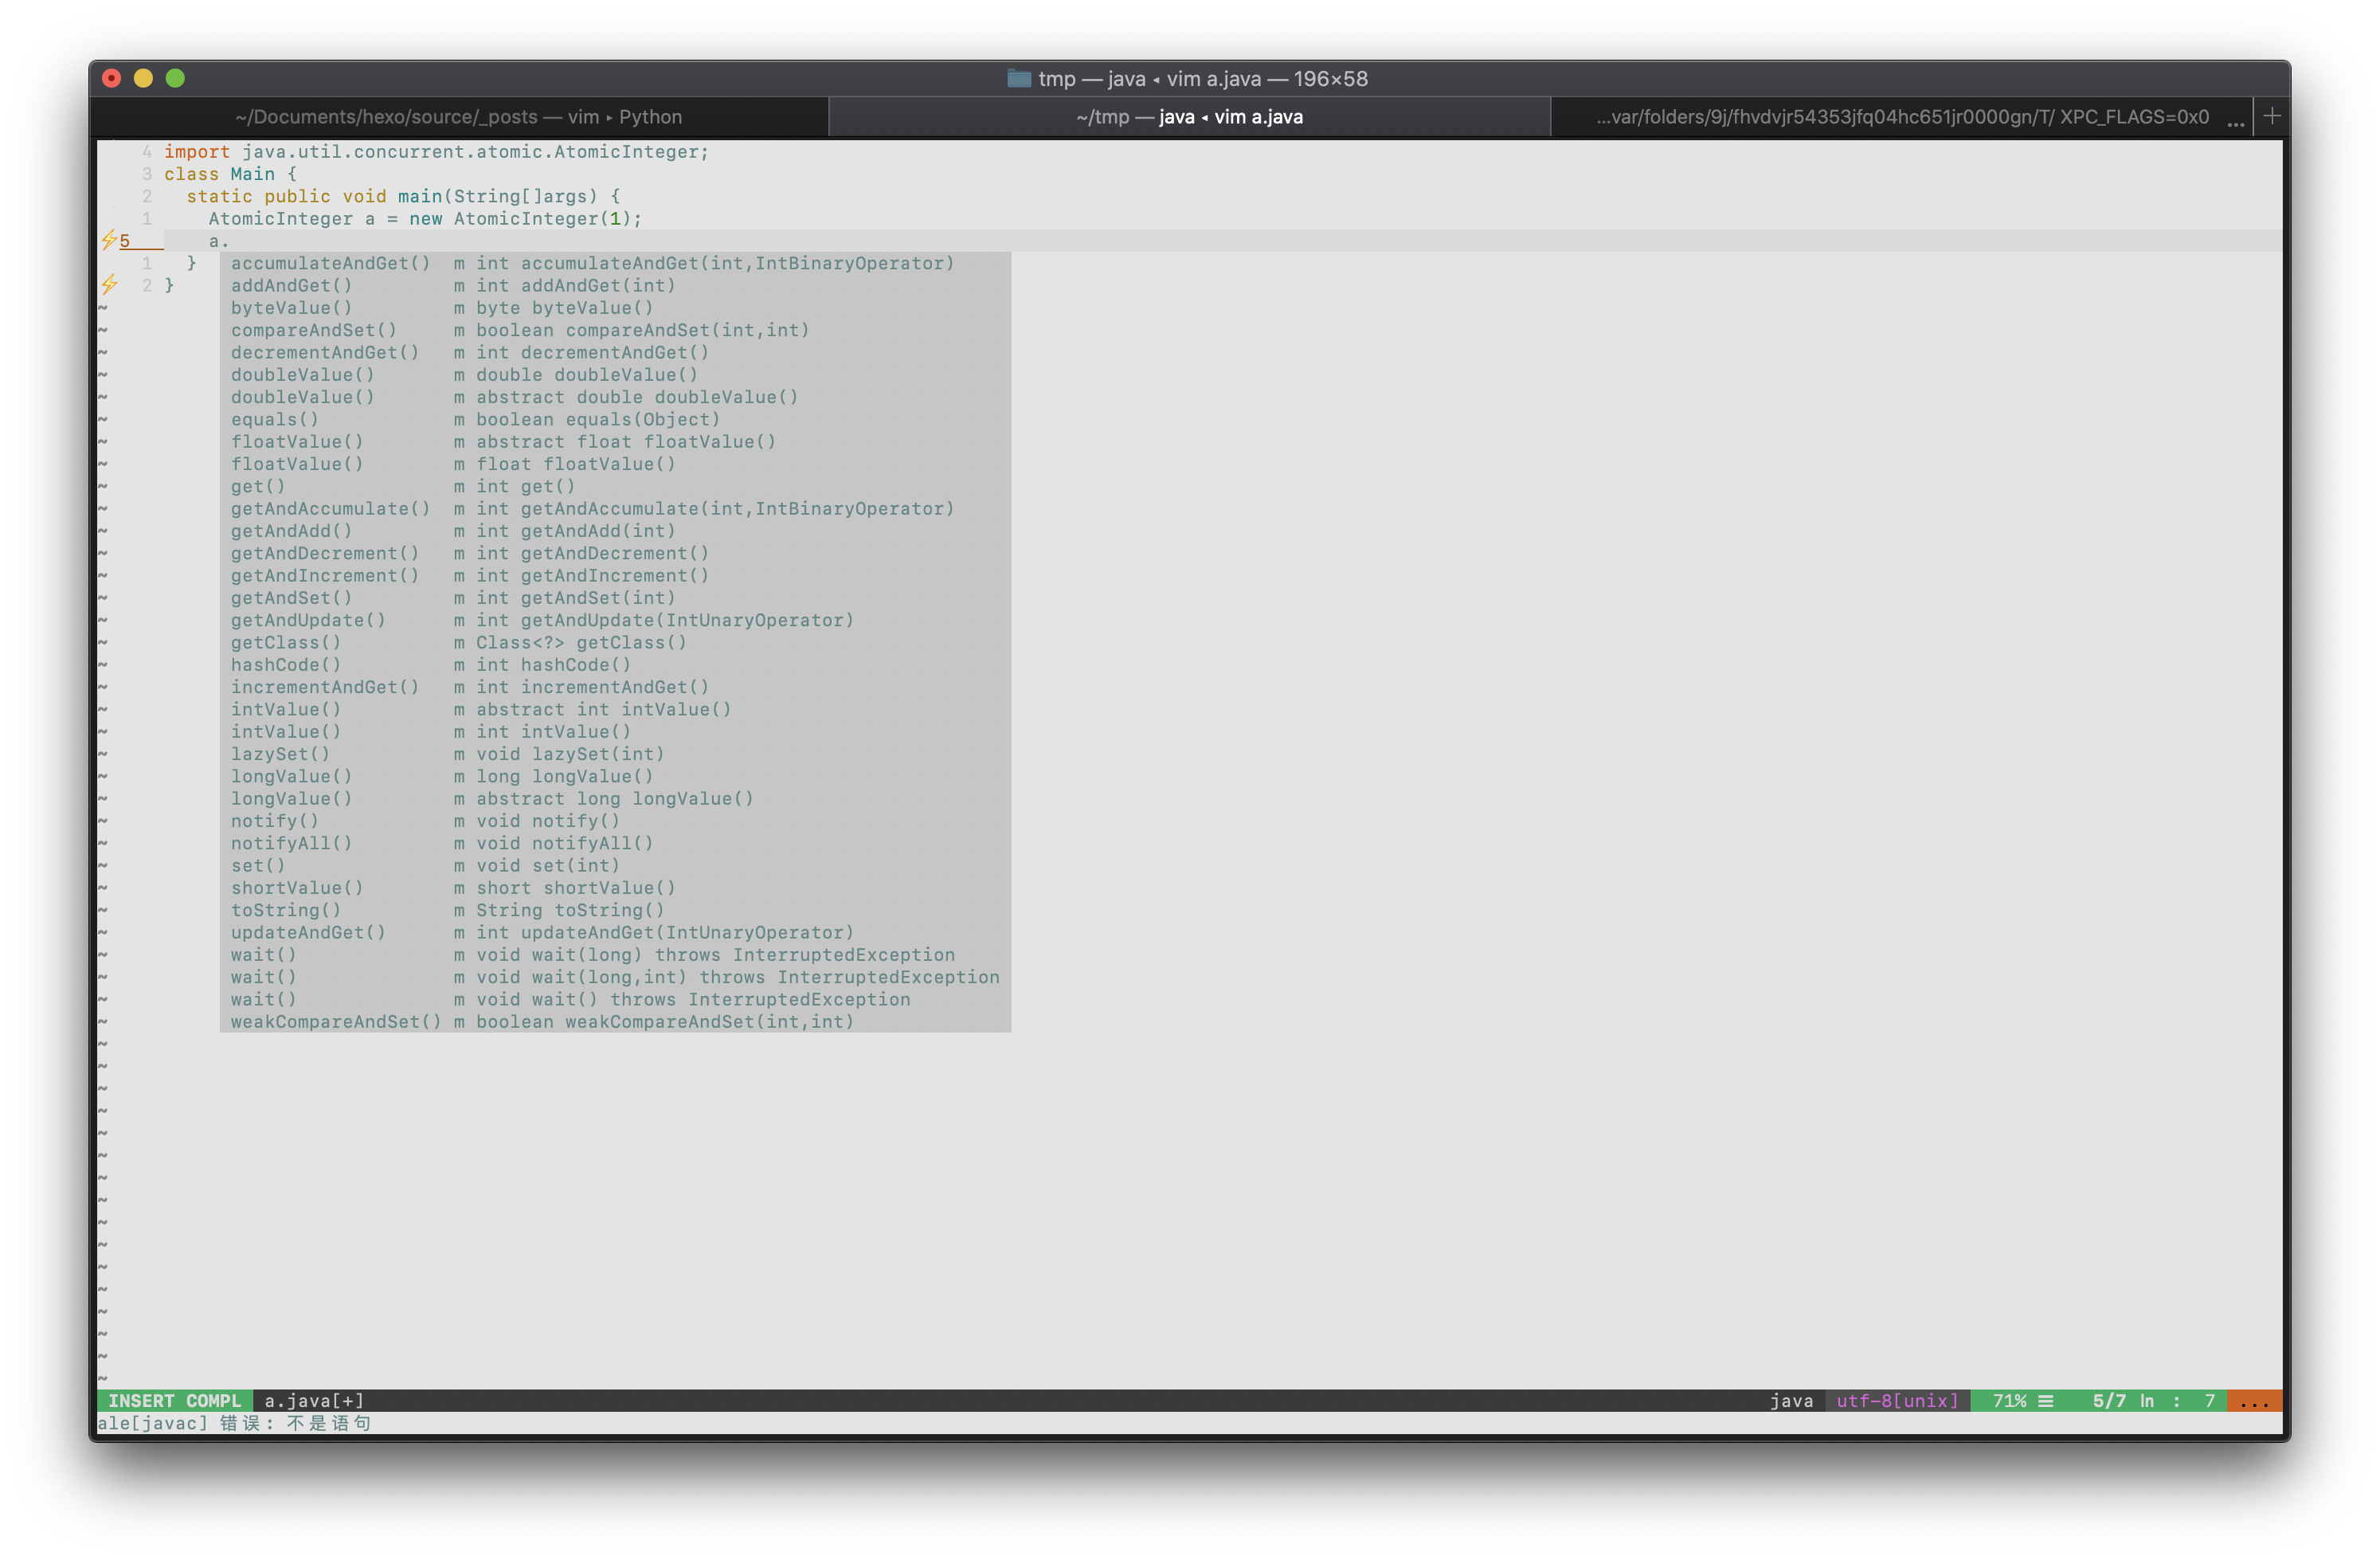 tmp — java ◂ vim a.java — 196×58
~/Documents/hexo/source/_posts — vim ▸ Python
~/tmp — java ◂ vim a.java
...var/folders/9j/fhvdvjr54353jfq04hc651jr0000gn/T/ XPC_FLAGS=0x0 ... +
4 import java.util.concurrent.atomic.AtomicInteger;
3 class Main {
2   static public void main(String[]args) {
1     AtomicInteger a = new AtomicInteger(1);
⚡5     a.
1   }
⚡ 2 }
accumulateAndGet()  m int accumulateAndGet(int,IntBinaryOperator)
addAndGet()         m int addAndGet(int)
byteValue()         m byte byteValue()
compareAndSet()     m boolean compareAndSet(int,int)
decrementAndGet()   m int decrementAndGet()
doubleValue()       m double doubleValue()
doubleValue()       m abstract double doubleValue()
equals()            m boolean equals(Object)
floatValue()        m abstract float floatValue()
floatValue()        m float floatValue()
get()               m int get()
getAndAccumulate()  m int getAndAccumulate(int,IntBinaryOperator)
getAndAdd()         m int getAndAdd(int)
getAndDecrement()   m int getAndDecrement()
getAndIncrement()   m int getAndIncrement()
getAndSet()         m int getAndSet(int)
getAndUpdate()      m int getAndUpdate(IntUnaryOperator)
getClass()          m Class<?> getClass()
hashCode()          m int hashCode()
incrementAndGet()   m int incrementAndGet()
intValue()          m abstract int intValue()
intValue()          m int intValue()
lazySet()           m void lazySet(int)
longValue()         m long longValue()
longValue()         m abstract long longValue()
notify()            m void notify()
notifyAll()         m void notifyAll()
set()               m void set(int)
shortValue()        m short shortValue()
toString()          m String toString()
updateAndGet()      m int updateAndGet(IntUnaryOperator)
wait()              m void wait(long) throws InterruptedException
wait()              m void wait(long,int) throws InterruptedException
wait()              m void wait() throws InterruptedException
weakCompareAndSet() m boolean weakCompareAndSet(int,int)
INSERT COMPL  a.java[+]  java  utf-8[unix]  71% ☰  5/7 ln :  7  ...
ale[javac] 错误: 不是语句